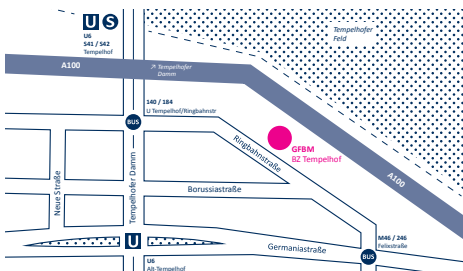 U S
U6
S41 / S42
Tempelhof
Tempelhofer
Feld
A100
↗ Tempelhofer
Damm
140 / 184
U Tempelhof/Ringbahnstr
BUS
Ringbahnstraße
GFBM
BZ Tempelhof
A100
Neue Straße
Tempelhofer Damm
Borussiastraße
U
Germaniastraße
M46 / 246
Felixstraße
BUS
U6
Alt-Tempelhof